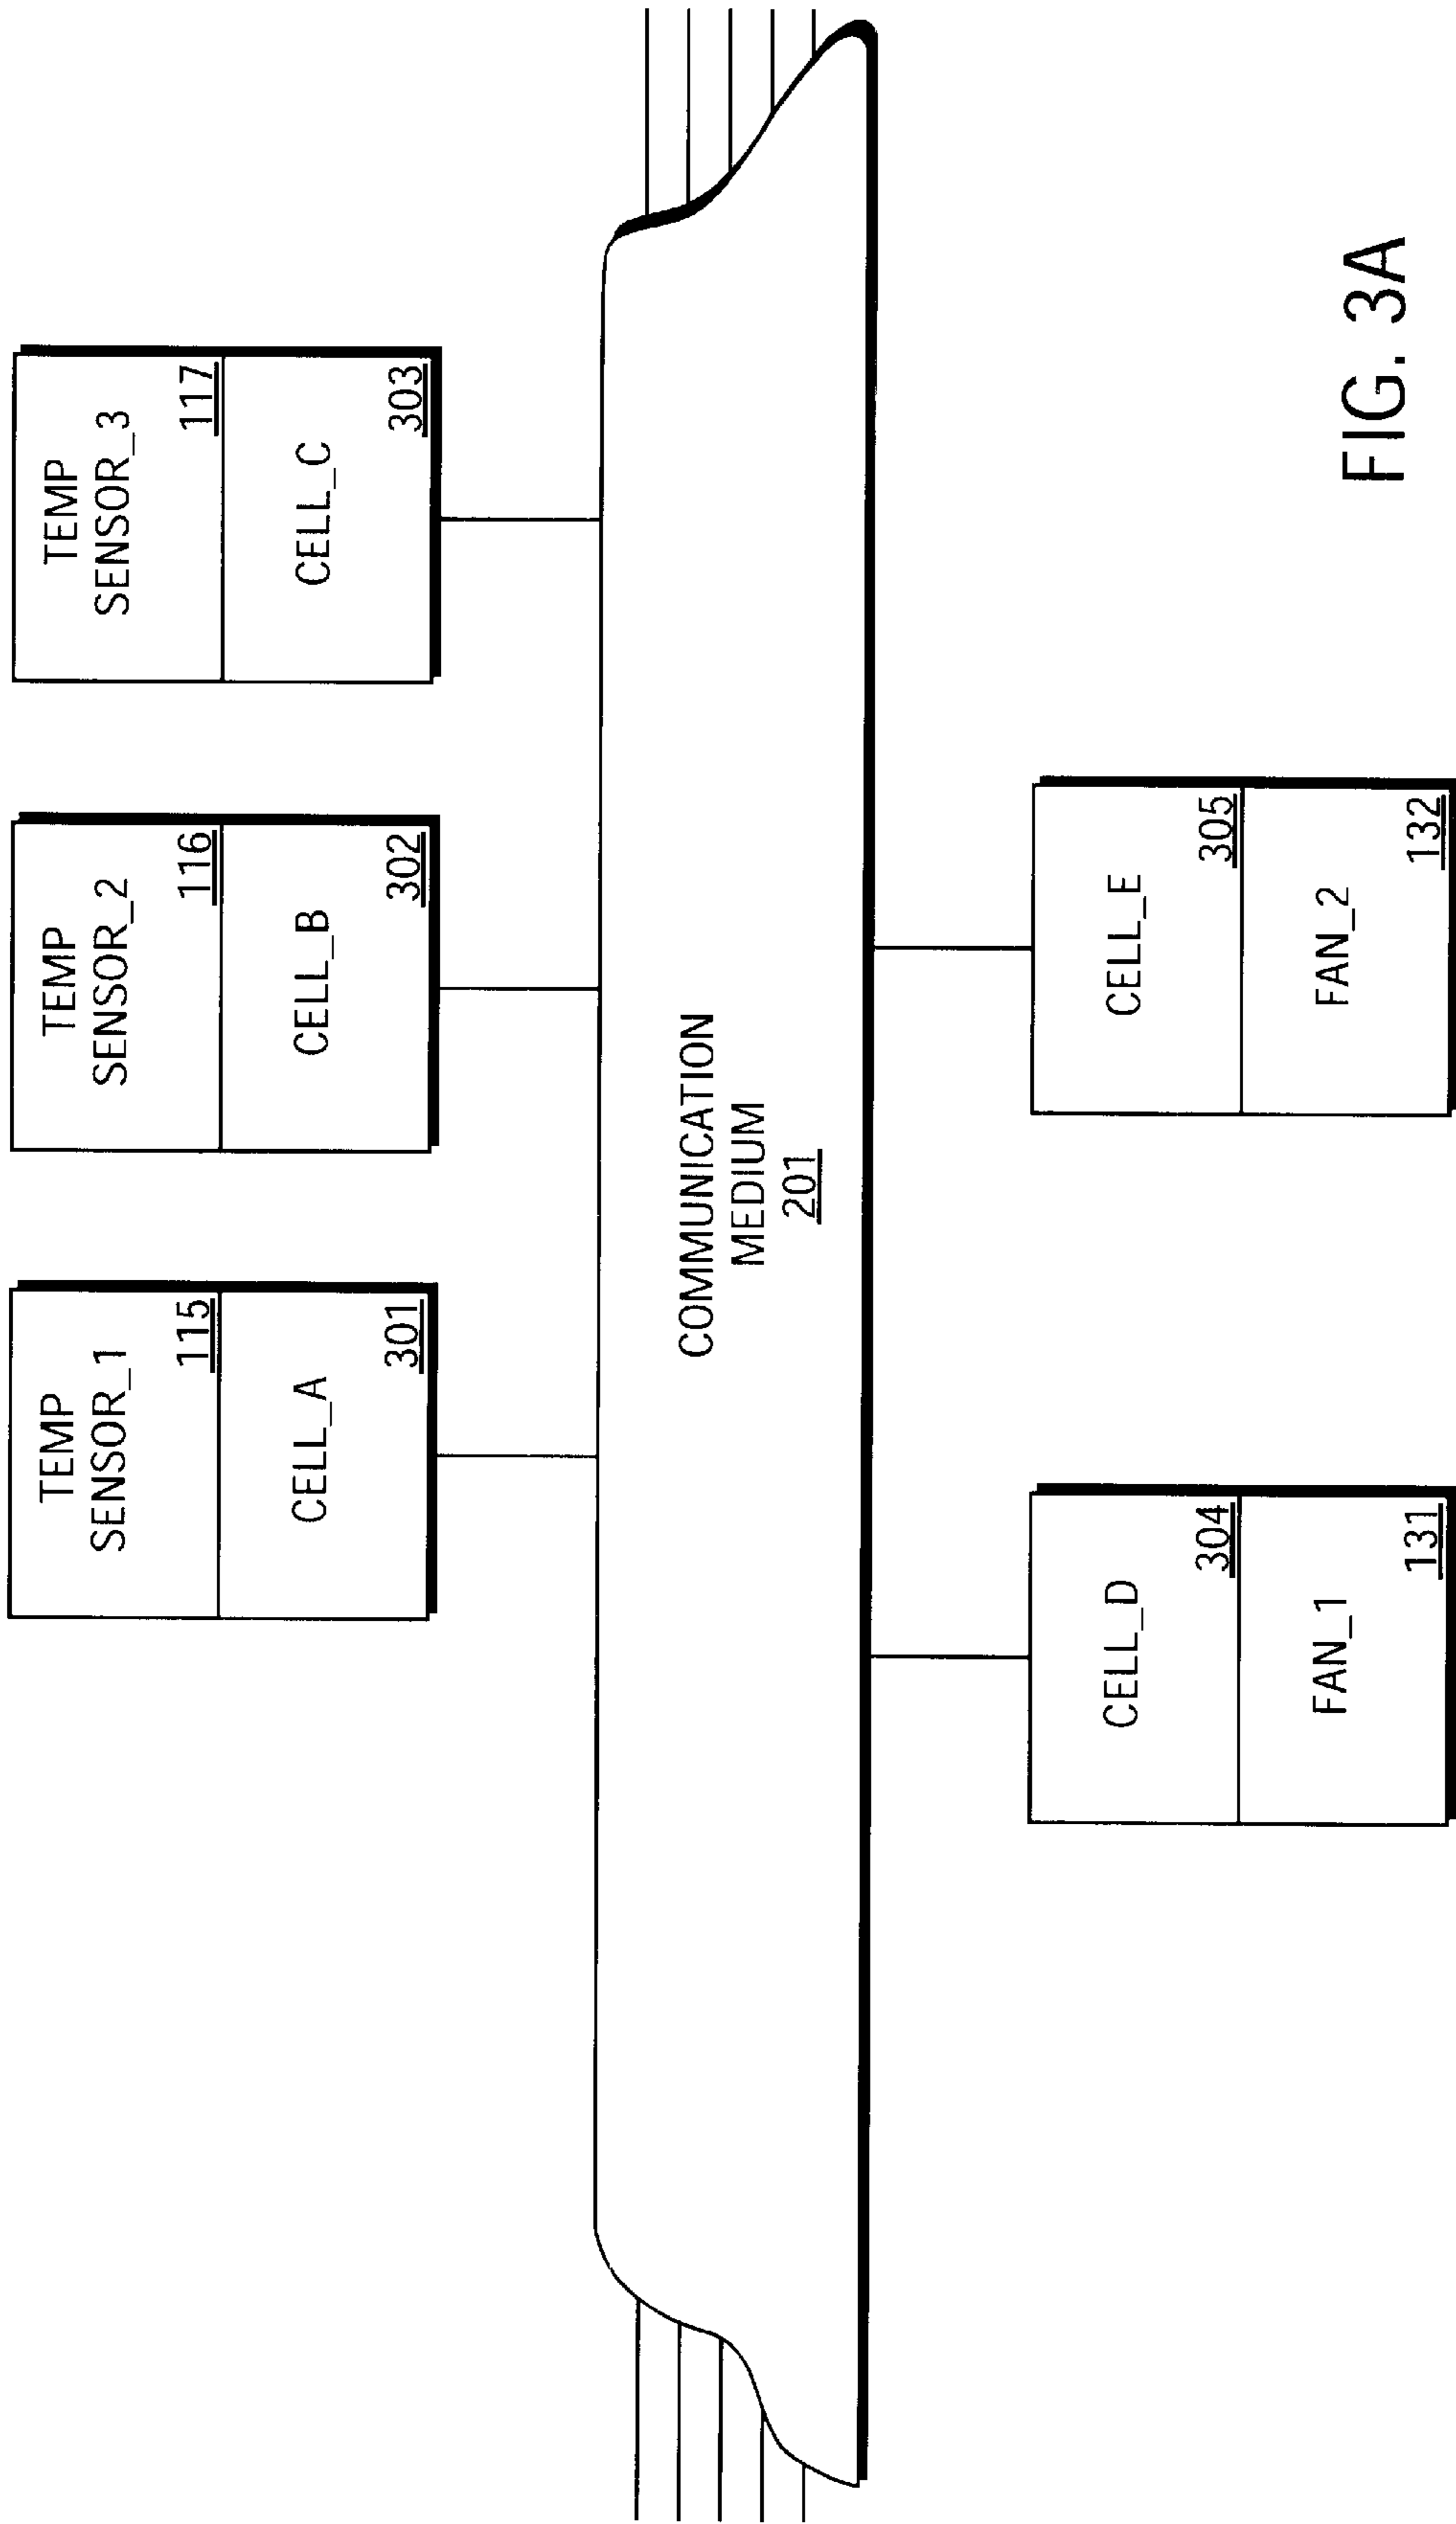 TEMP
SENSOR_1
115
CELL_A
301
TEMP
SENSOR_2
116
CELL_B
302
TEMP
SENSOR_3
117
CELL_C
303
COMMUNICATION
MEDIUM
201
CELL_D
304
FAN_1
131
CELL_E
305
FAN_2
132
FIG. 3A